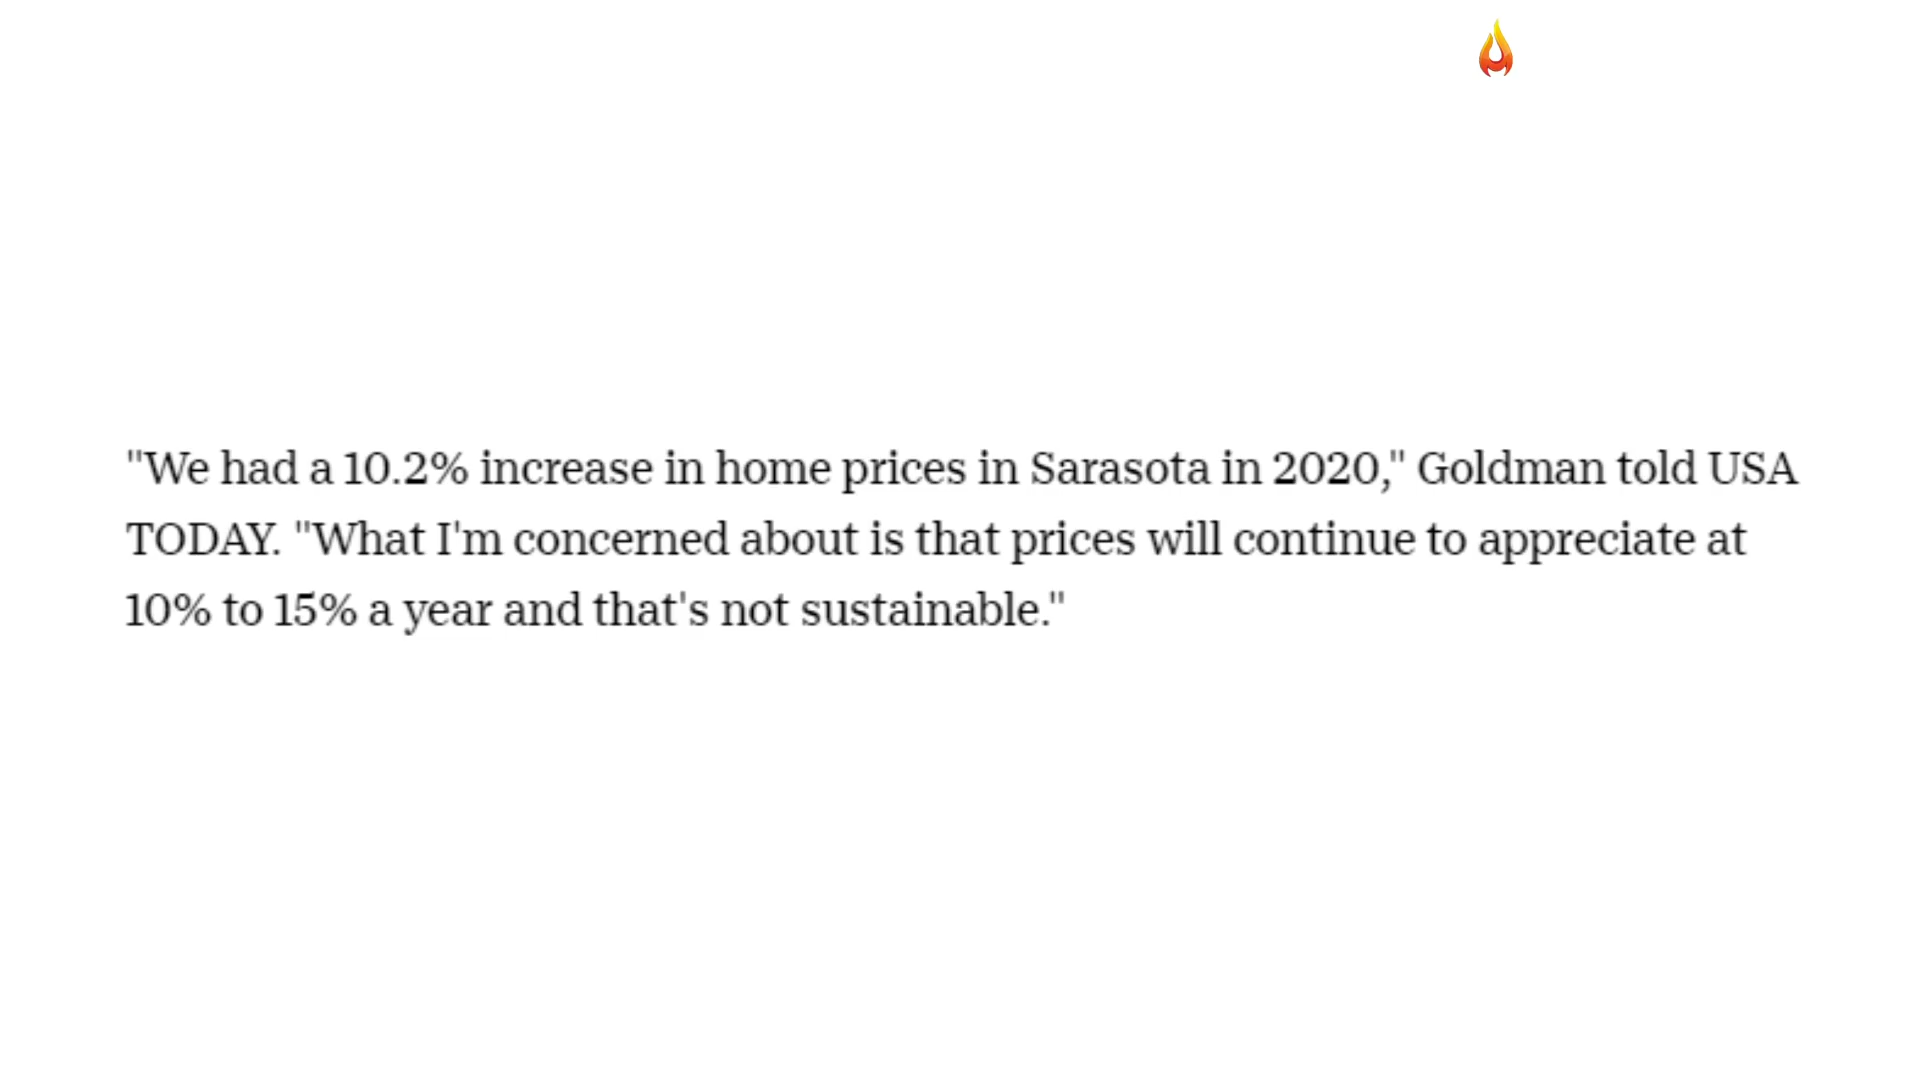 "We had a 10.2% increase in home prices in Sarasota in 2020," Goldman told USA
TODAY. "What I'm concerned about is that prices will continue to appreciate at
10% to 15% a year and that's not sustainable."